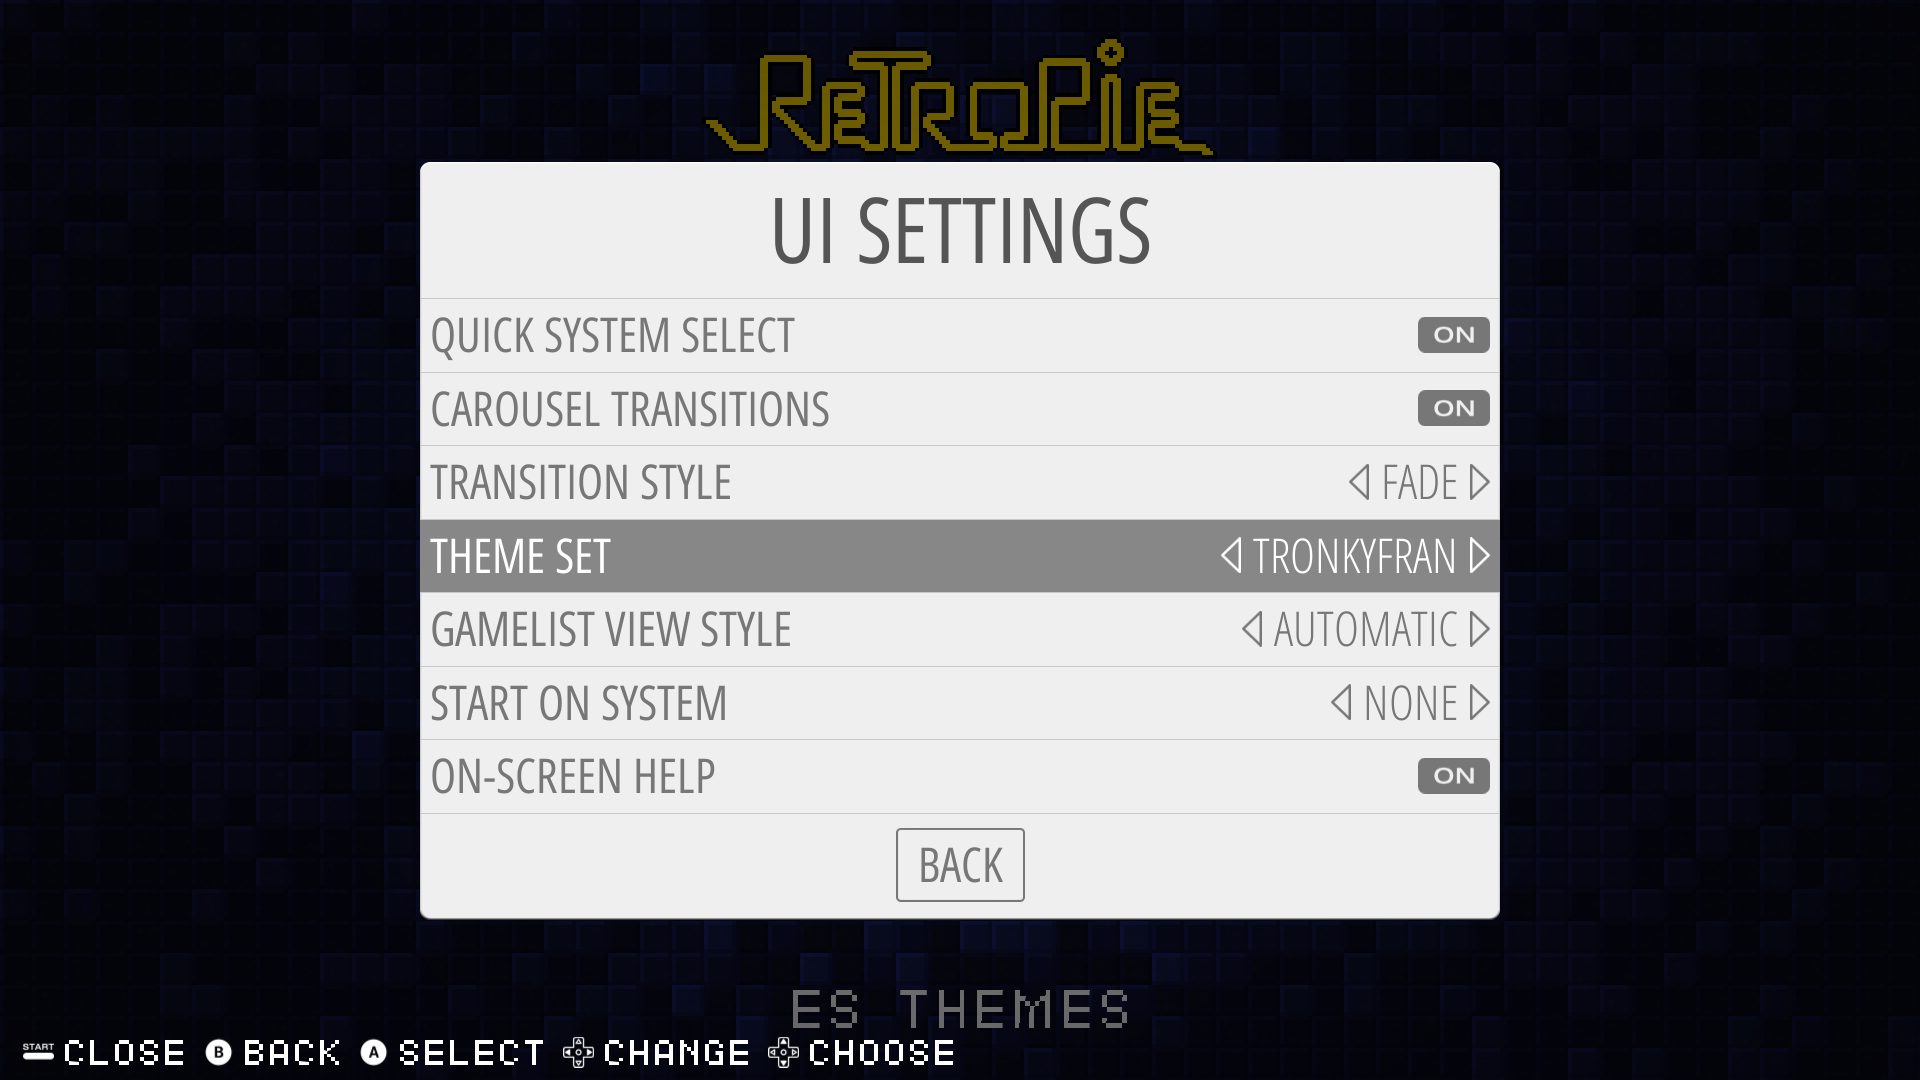 RETROPIE
UI SETTINGS
QUICK SYSTEM SELECT ON
CAROUSEL TRANSITIONS ON
TRANSITION STYLE FADE
THEME SET TRONKYFRAN
GAMELIST VIEW STYLE AUTOMATIC
START ON SYSTEM NONE
ON-SCREEN HELP ON
BACK
ES THEMES
START CLOSE B BACK A SELECT CHANGE CHOOSE